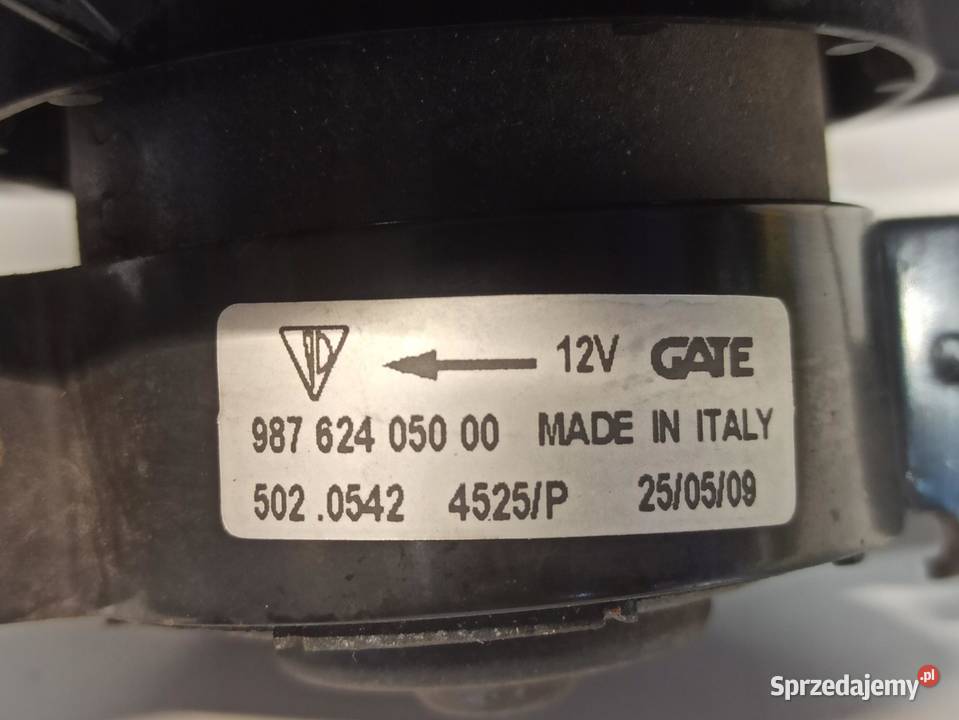 12V GATE
987 624 050 00 MADE IN ITALY
502 .0542 4525/P 25/05/09
Sprzedajemy.pl